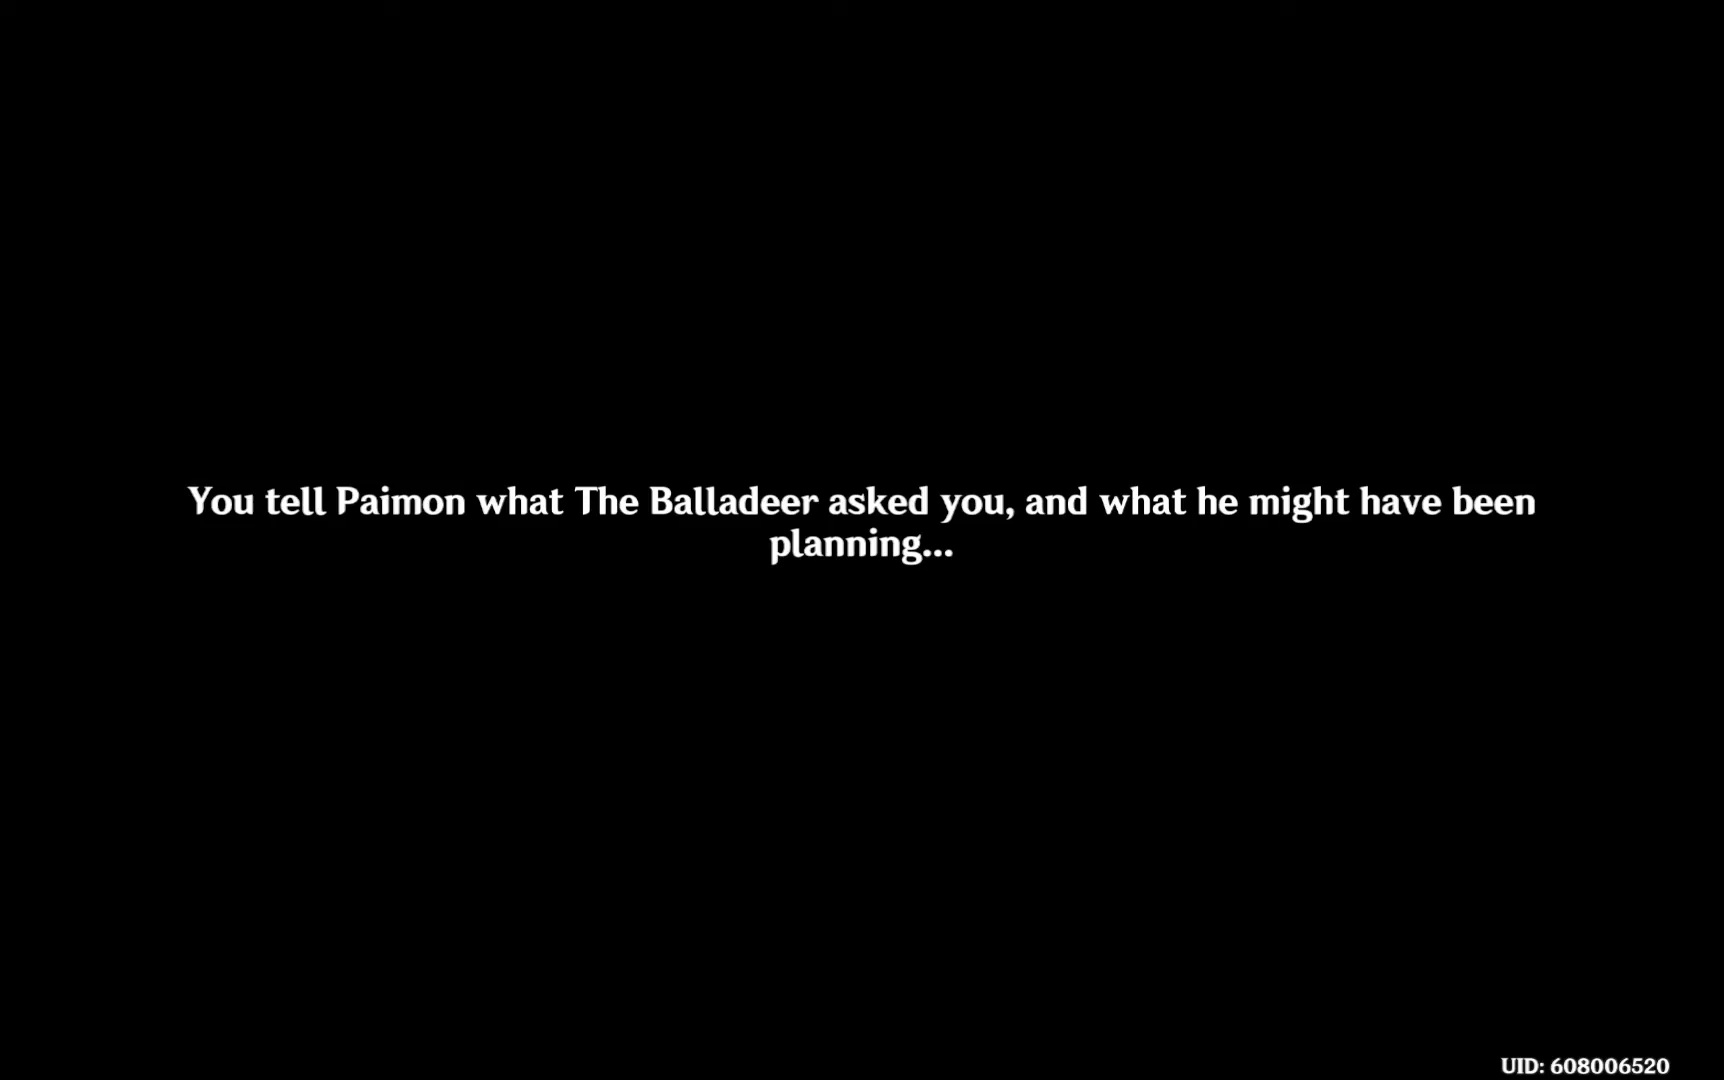 You tell Paimon what The Balladeer asked you, and what he might have been
planning...
UID: 608006520